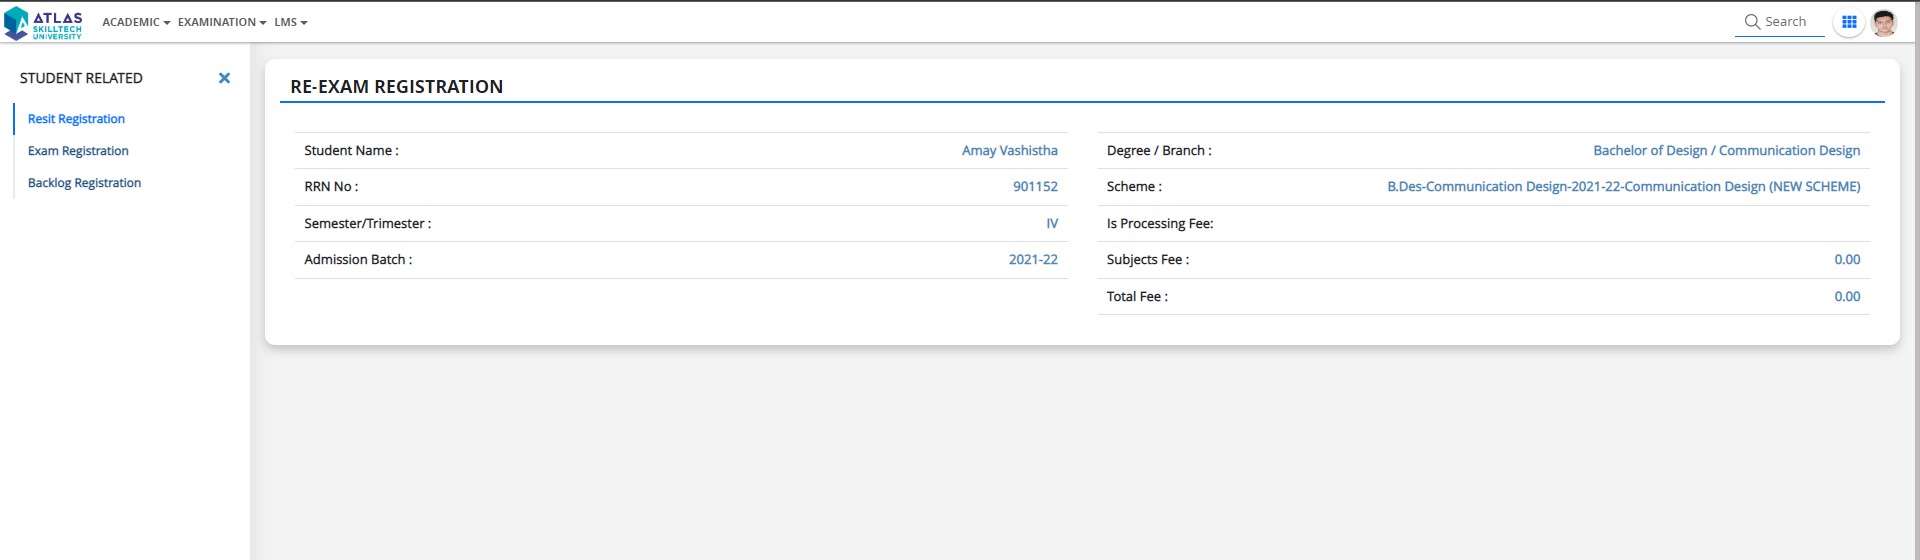 ATLAS
SKILLTECH
UNIVERSITY
ACADEMIC EXAMINATION LMS
Search
STUDENT RELATED
Resit Registration
Exam Registration
Backlog Registration
RE-EXAM REGISTRATION
Student Name : Amay Vashistha
RRN No : 901152
Semester/Trimester : IV
Admission Batch : 2021-22
Degree / Branch : Bachelor of Design / Communication Design
Scheme : B.Des-Communication Design-2021-22-Communication Design (NEW SCHEME)
Is Processing Fee:
Subjects Fee : 0.00
Total Fee : 0.00